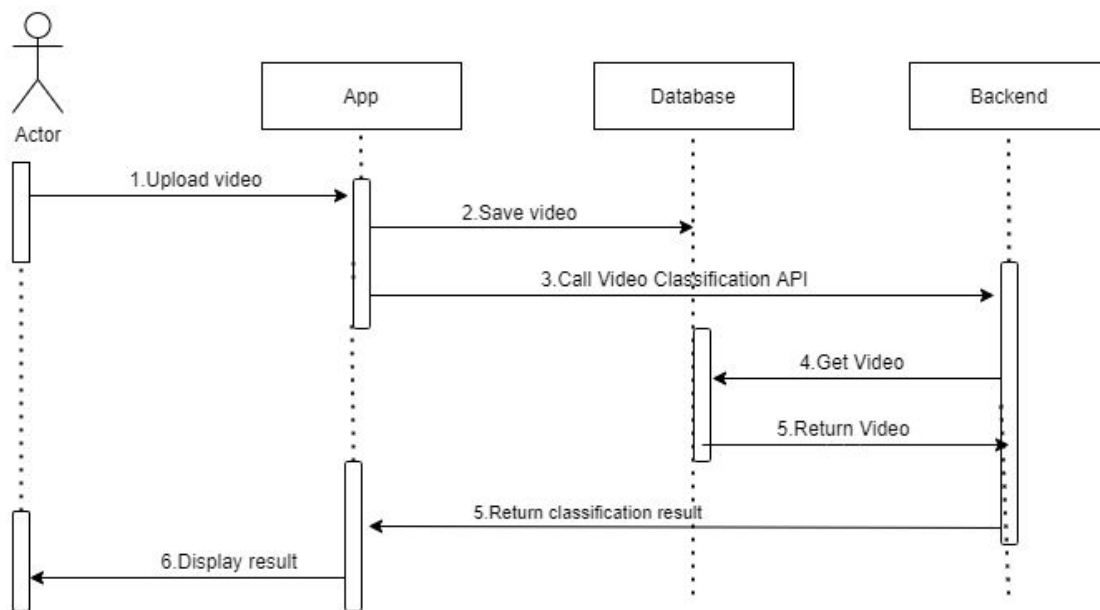 App
Database
Backend
Actor
1.Upload video
2.Save video
3.Call Video Classification API
4.Get Video
5.Return Video
5.Return classification result
6.Display result